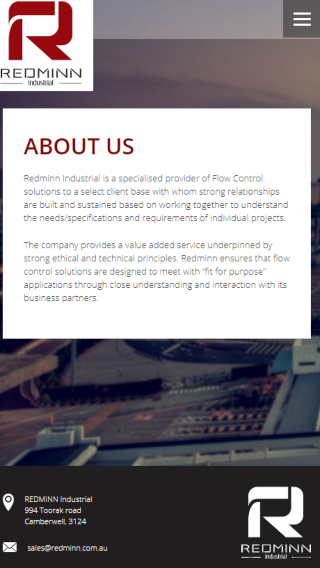 REDMINN
Industrial
ABOUT US
Redminn Industrial is a specialised provider of Flow Control
solutions to a select client base with whom strong relationships
are built and sustained based on working together to understand
the needs/specifications and requirements of individual projects.
The company provides a value added service underpinned by
strong ethical and technical principles. Redminn ensures that flow
control solutions are designed to meet with “fit for purpose”
applications through close understanding and interaction with its
business partners.
REDMINN Industrial
994 Toorak road
Camberwell, 3124
sales@redminn.com.au
REDMINN
Industrial